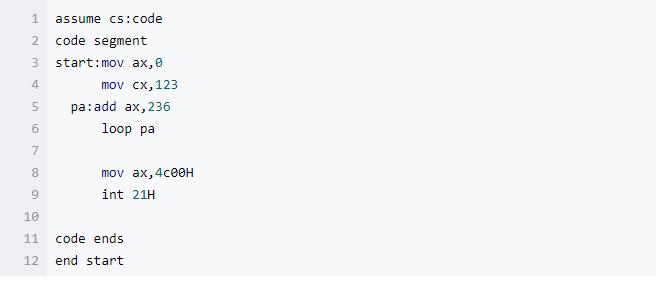 1 assume cs:code
2 code segment
3 start:mov ax,0
4       mov cx,123
5   pa:add ax,236
6       loop pa
7
8       mov ax,4c00H
9       int 21H
10
11 code ends
12 end start